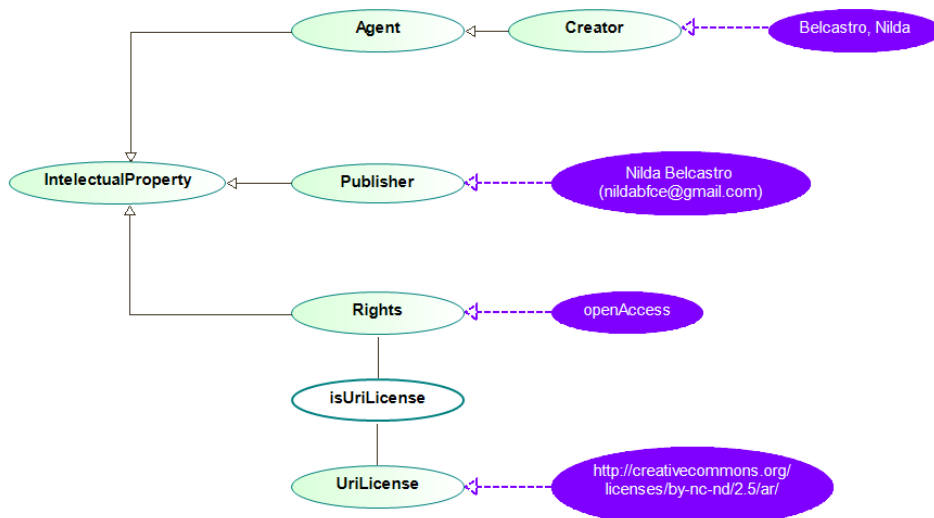 Agent
Creator
Belcastro, Nilda
IntelectualProperty
Publisher
Nilda Belcastro
(nildabfce@gmail.com)
Rights
openAccess
isUriLicense
UriLicense
http://creativecommons.org/
licenses/by-nc-nd/2.5/ar/